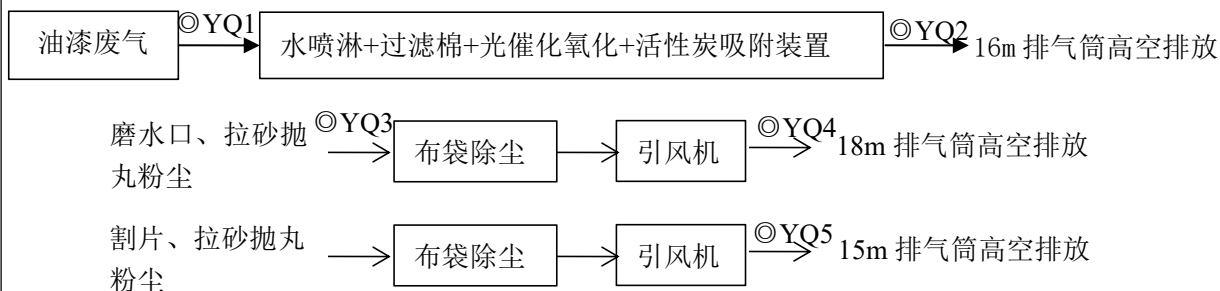 油漆废气 ◎YQ1 水喷淋+过滤棉+光催化氧化+活性炭吸附装置 ◎YQ2 16m 排气筒高空排放
磨水口、拉砂抛 ◎YQ3 布袋除尘 引风机 ◎YQ4 18m 排气筒高空排放
丸粉尘
割片、拉砂抛丸 布袋除尘 引风机 ◎YQ5 15m 排气筒高空排放
粉尘